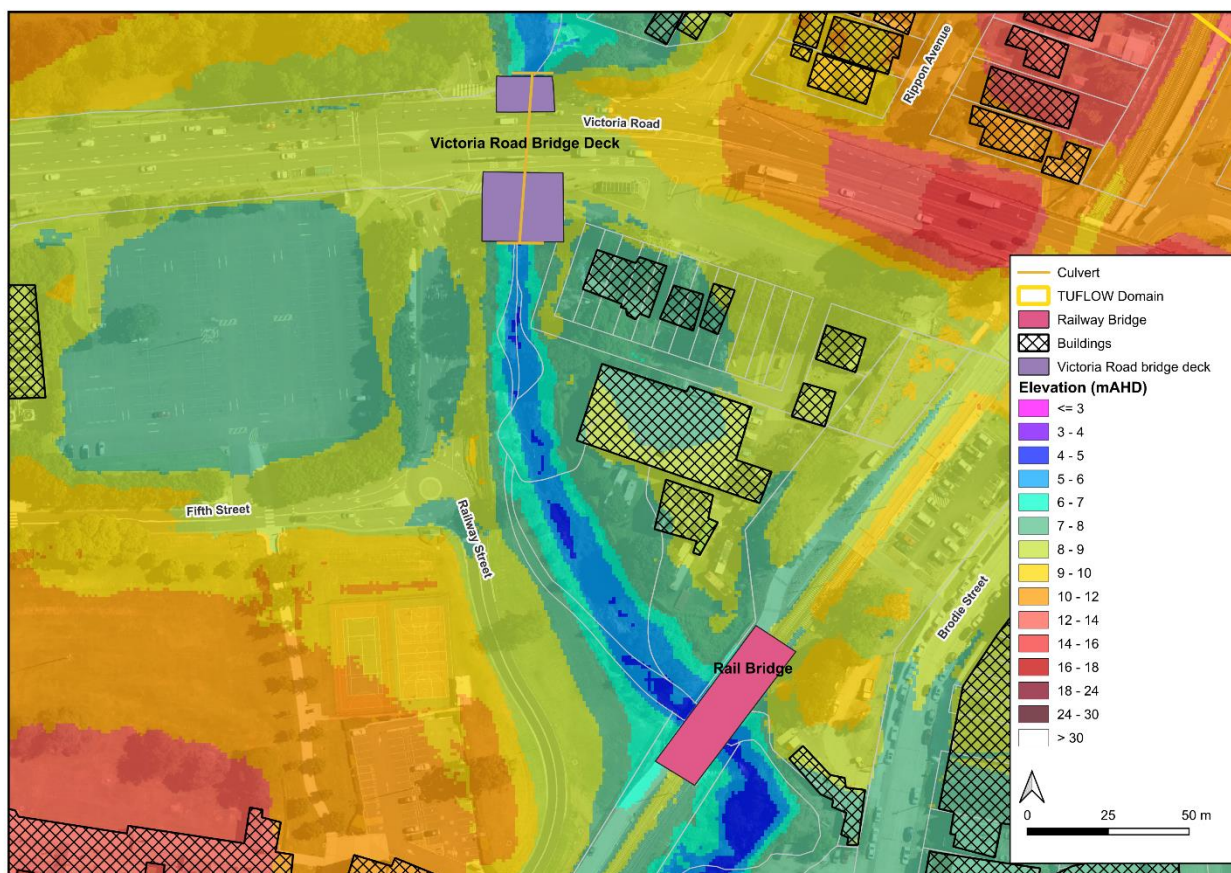 Rippon Avenue
Victoria Road
Victoria Road Bridge Deck
Fifth Street
Railway Street
Brodie Street
Rail Bridge
Culvert
TUFLOW Domain
Railway Bridge
Buildings
Victoria Road bridge deck
Elevation (mAHD)
<= 3
3 - 4
4 - 5
5 - 6
6 - 7
7 - 8
8 - 9
9 - 10
10 - 12
12 - 14
14 - 16
16 - 18
18 - 24
24 - 30
> 30
0 25 50 m